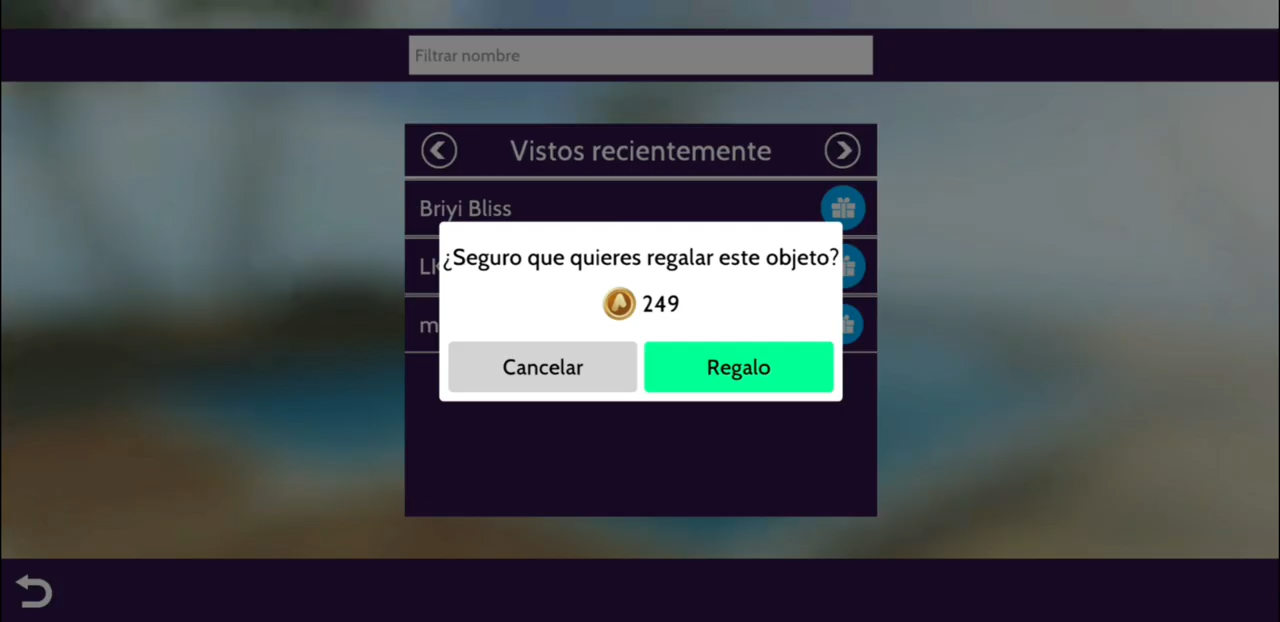 Filtrar nombre
Vistos recientemente
Briyi Bliss
¿Seguro que quieres regalar este objeto?
249
Cancelar
Regalo